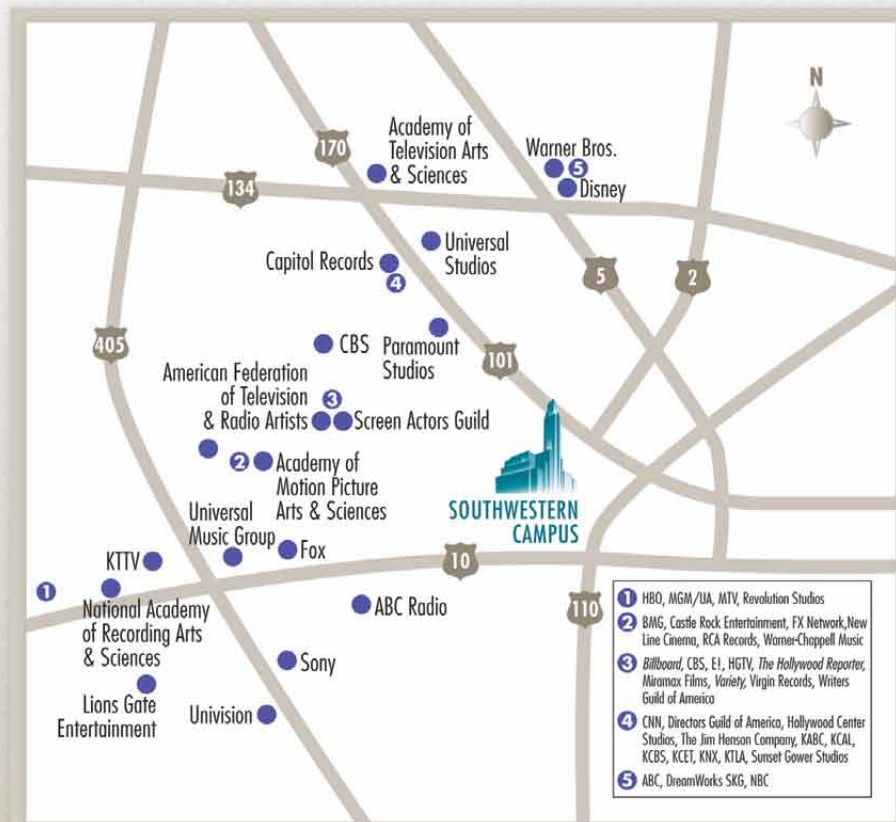 N
Academy of
Television Arts
& Sciences
170
Warner Bros.
5
Disney
134
Universal
Studios
Capitol Records
4
5
2
405
CBS
Paramount
Studios
101
American Federation
of Television
& Radio Artists
3
Screen Actors Guild
2
Academy of
Motion Picture
Arts & Sciences
SOUTHWESTERN
CAMPUS
Universal
Music Group
Fox
KTTV
10
1
National Academy
of Recording Arts
& Sciences
ABC Radio
110
Sony
Lions Gate
Entertainment
Univision
1 HBO, MGM/UA, MTV, Revolution Studios
2 BMG, Castle Rock Entertainment, FX Network,New
Line Cinema, RCA Records, Warner-Chappell Music
3 Billboard, CBS, E!, HGTV, The Hollywood Reporter,
Miramax Films, Variety, Virgin Records, Writers
Guild of America
4 CNN, Directors Guild of America, Hollywood Center
Studios, The Jim Henson Company, KABC, KCAL,
KCBS, KCET, KNX, KTLA, Sunset Gower Studios
5 ABC, DreamWorks SKG, NBC